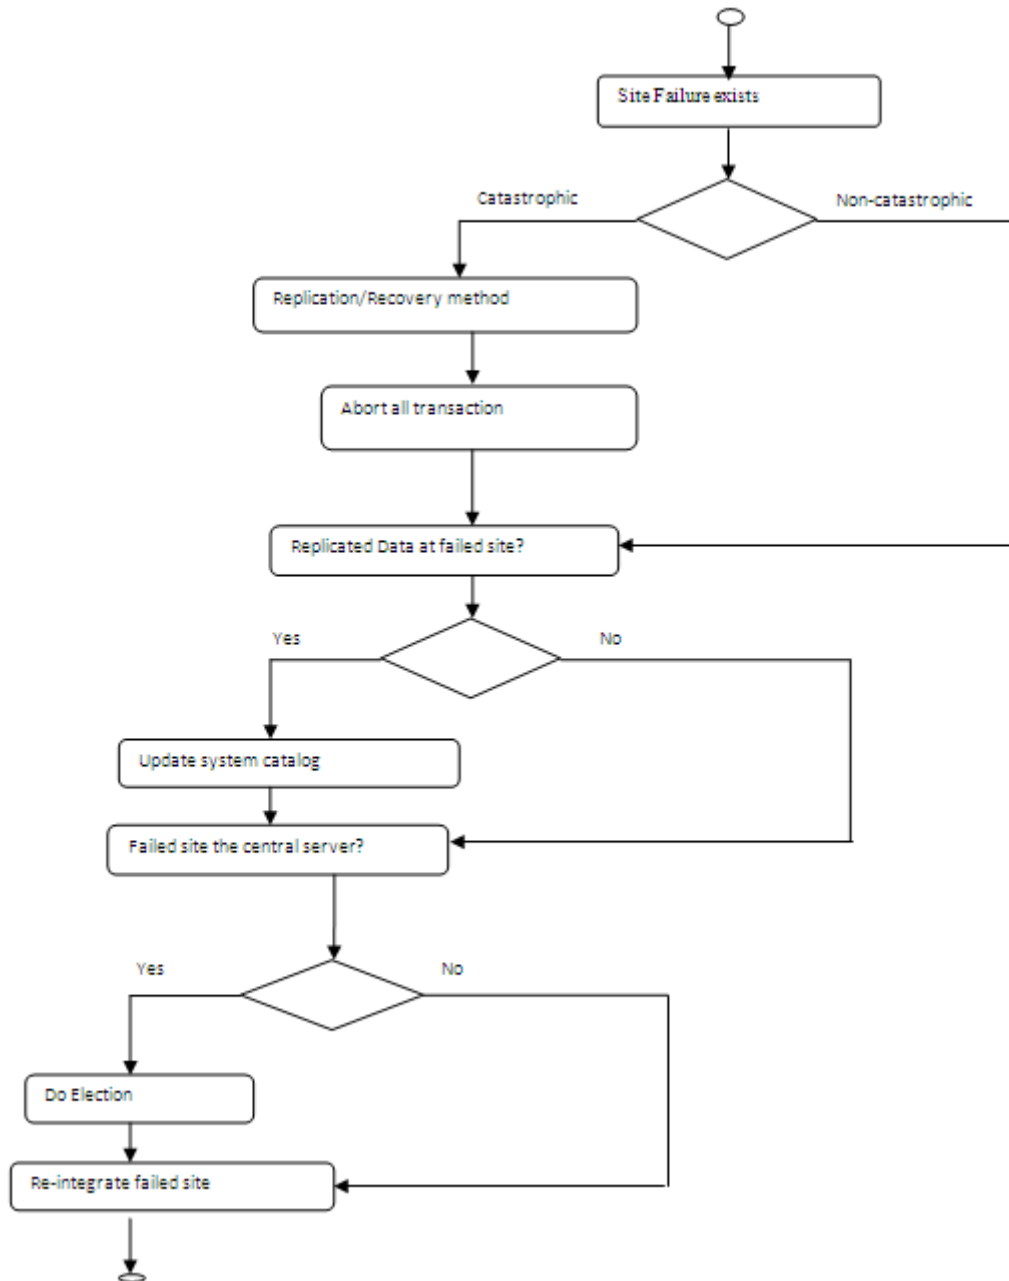 Site Failure exists
Catastrophic
Non-catastrophic
Replication/Recovery method
Abort all transaction
Replicated Data at failed site?
Yes
No
Update system catalog
Failed site the central server?
Yes
No
Do Election
Re-integrate failed site